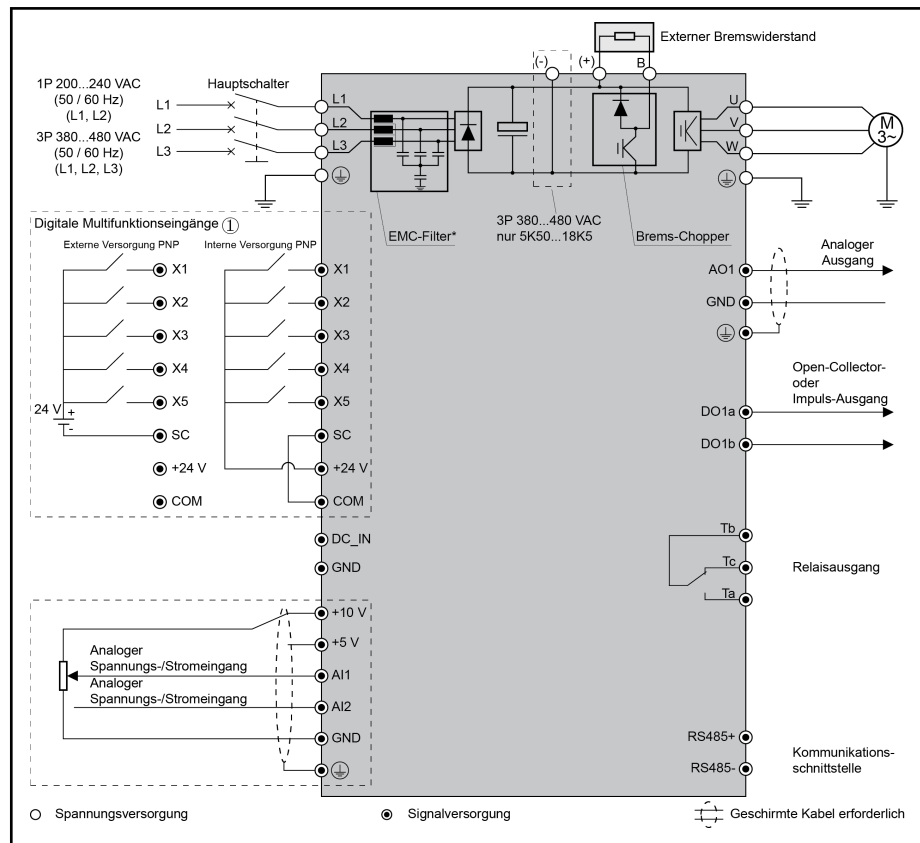 Externer Bremswiderstand
(-)
(+)
B
1P 200...240 VAC
(50 / 60 Hz)
(L1, L2)
3P 380...480 VAC
(50 / 60 Hz)
(L1, L2, L3)
Hauptschalter
L1
L2
L3
L1
L2
L3
U
V
W
M
3~
EMC-Filter*
3P 380...480 VAC
nur 5K50...18K5
Brems-Chopper
Digitale Multifunktionseingänge ①
Externe Versorgung PNP
Interne Versorgung PNP
X1
X2
X3
X4
X5
24 V
+
-
SC
+24 V
COM
X1
X2
X3
X4
X5
SC
+24 V
COM
DC_IN
GND
+10 V
+5 V
Analoger
Spannungs-/Stromeingang
AI1
Analoger
Spannungs-/Stromeingang
AI2
GND
AO1
GND
Analoger
Ausgang
Open-Collector-
oder
Impuls-Ausgang
DO1a
DO1b
Tb
Tc
Ta
Relaisausgang
RS485+
RS485-
Kommunikations-
schnittstelle
Spannungsversorgung
Signalversorgung
Geschirmte Kabel erforderlich